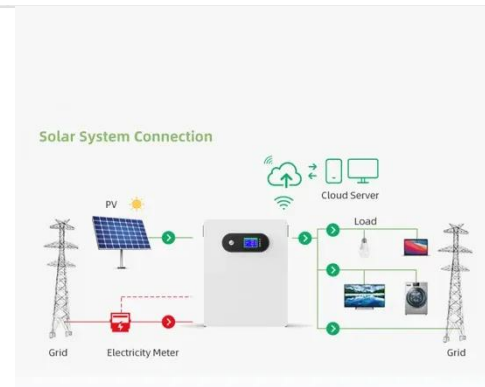 Solar System Connection
Cloud Server
PV
Load
Grid
Electricity Meter
Grid